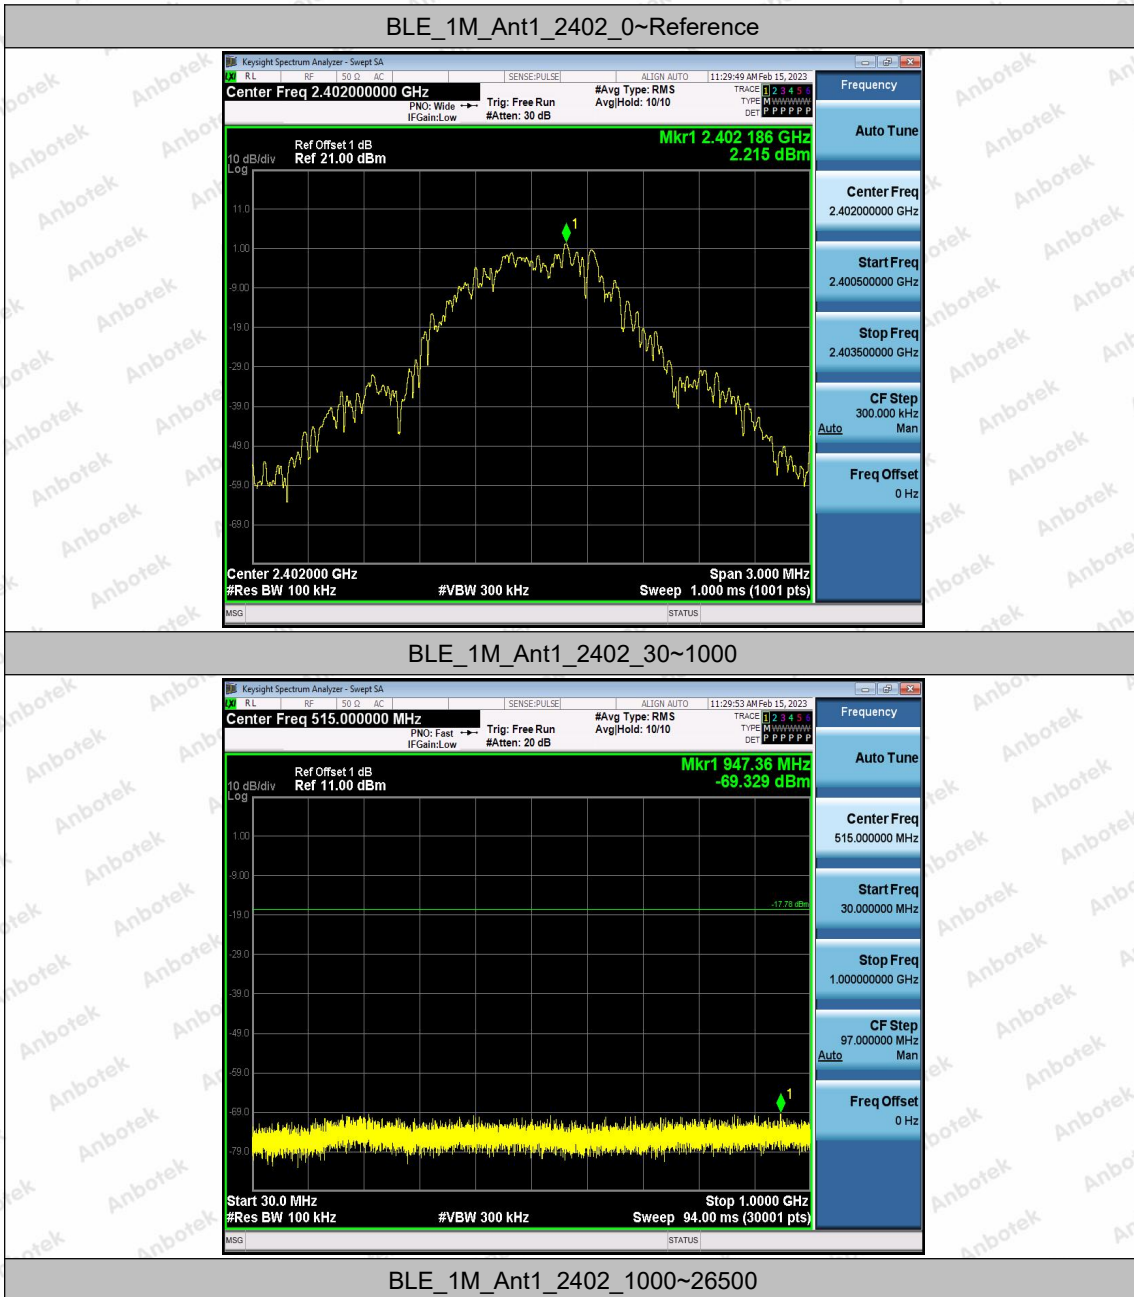 BLE_1M_Ant1_2402_0~Reference
Keysight Spectrum Analyzer - Swept SA
LXI RL RF 50 Ω AC SENSE:PULSE ALIGN AUTO 11:29:49 AM Feb 15, 2023
Center Freq 2.402000000 GHz #Avg Type: RMS TRACE 1 2 3 4 5 6
PNO: Wide Trig: Free Run Avg|Hold: 10/10 TYPE M W W W W W
IFGain:Low #Atten: 30 dB DET P P P P P P
Mkr1 2.402 186 GHz
2.215 dBm
Ref Offset 1 dB
10 dB/div Ref 21.00 dBm
Log
11.0
1
1.00
-9.00
-19.0
-29.0
-39.0
-49.0
-59.0
-69.0
Center 2.402000 GHz Span 3.000 MHz
#Res BW 100 kHz #VBW 300 kHz Sweep 1.000 ms (1001 pts)
MSG STATUS
Frequency
Auto Tune
Center Freq
2.402000000 GHz
Start Freq
2.400500000 GHz
Stop Freq
2.403500000 GHz
CF Step
300.000 kHz
Auto Man
Freq Offset
0 Hz
BLE_1M_Ant1_2402_30~1000
Keysight Spectrum Analyzer - Swept SA
LXI RL RF 50 Ω AC SENSE:PULSE ALIGN AUTO 11:29:53 AM Feb 15, 2023
Center Freq 515.000000 MHz #Avg Type: RMS TRACE 1 2 3 4 5 6
PNO: Fast Trig: Free Run Avg|Hold: 10/10 TYPE M W W W W W
IFGain:Low #Atten: 20 dB DET P P P P P P
Mkr1 947.36 MHz
-69.329 dBm
Ref Offset 1 dB
10 dB/div Ref 11.00 dBm
Log
1.00
-9.00
-17.78 dBm
-19.0
-29.0
-39.0
-49.0
-59.0
1
-69.0
-79.0
Start 30.0 MHz Stop 1.0000 GHz
#Res BW 100 kHz #VBW 300 kHz Sweep 94.00 ms (30001 pts)
MSG STATUS
Frequency
Auto Tune
Center Freq
515.000000 MHz
Start Freq
30.000000 MHz
Stop Freq
1.000000000 GHz
CF Step
97.000000 MHz
Auto Man
Freq Offset
0 Hz
BLE_1M_Ant1_2402_1000~26500
Anbotek